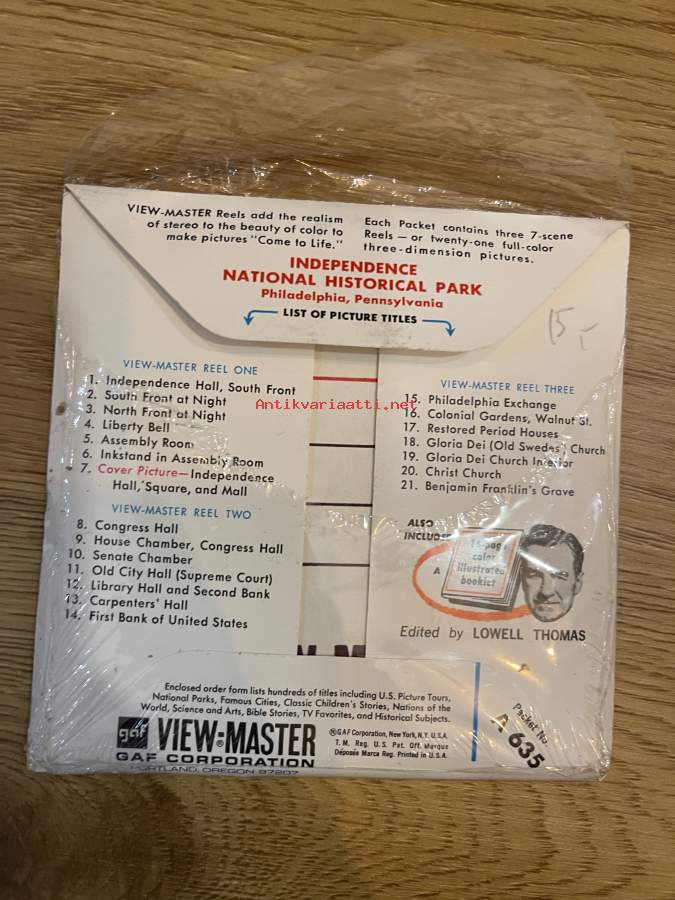 VIEW-MASTER Reels add the realism
of stereo to the beauty of color to
make pictures "Come to Life."
Each Packet contains three 7-scene
Reels — or twenty-one full-color
three-dimension pictures.
INDEPENDENCE
NATIONAL HISTORICAL PARK
Philadelphia, Pennsylvania
LIST OF PICTURE TITLES
15,-
VIEW-MASTER REEL ONE
1. Independence Hall, South Front
2. South Front at Night
3. North Front at Night
4. Liberty Bell
5. Assembly Room
6. Inkstand in Assembly Room
7. Cover Picture—Independence
Hall, Square, and Mall
VIEW-MASTER REEL TWO
8. Congress Hall
9. House Chamber, Congress Hall
10. Senate Chamber
11. Old City Hall (Supreme Court)
12. Library Hall and Second Bank
13. Carpenters' Hall
14. First Bank of United States
Antikvariaatti.net
VIEW-MASTER REEL THREE
15. Philadelphia Exchange
16. Colonial Gardens, Walnut St.
17. Restored Period Houses
18. Gloria Dei (Old Swedes') Church
19. Gloria Dei Church Interior
20. Christ Church
21. Benjamin Franklin's Grave
ALSO
INCLUDES
A
16-page
color
illustrated
booklet
Edited by LOWELL THOMAS
Enclosed order form lists hundreds of titles including U.S. Picture Tours,
National Parks, Famous Cities, Classic Children's Stories, Nations of the
World, Science and Arts, Bible Stories, TV Favorites, and Historical Subjects.
gaf VIEW-MASTER
GAF CORPORATION
PORTLAND, OREGON 97207
®GAF Corporation, New York, N.Y. U.S.A.
T. M. Reg. U.S. Pat. Off. Marque
Déposée Marca Reg. Printed in U.S.A.
Packet No.
A 635